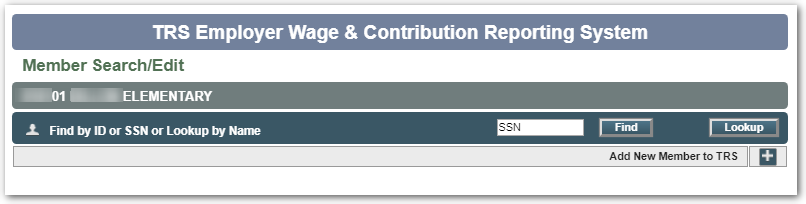 TRS Employer Wage & Contribution Reporting System
Member Search/Edit
01 ELEMENTARY
Find by ID or SSN or Lookup by Name SSN Find Lookup
Add New Member to TRS